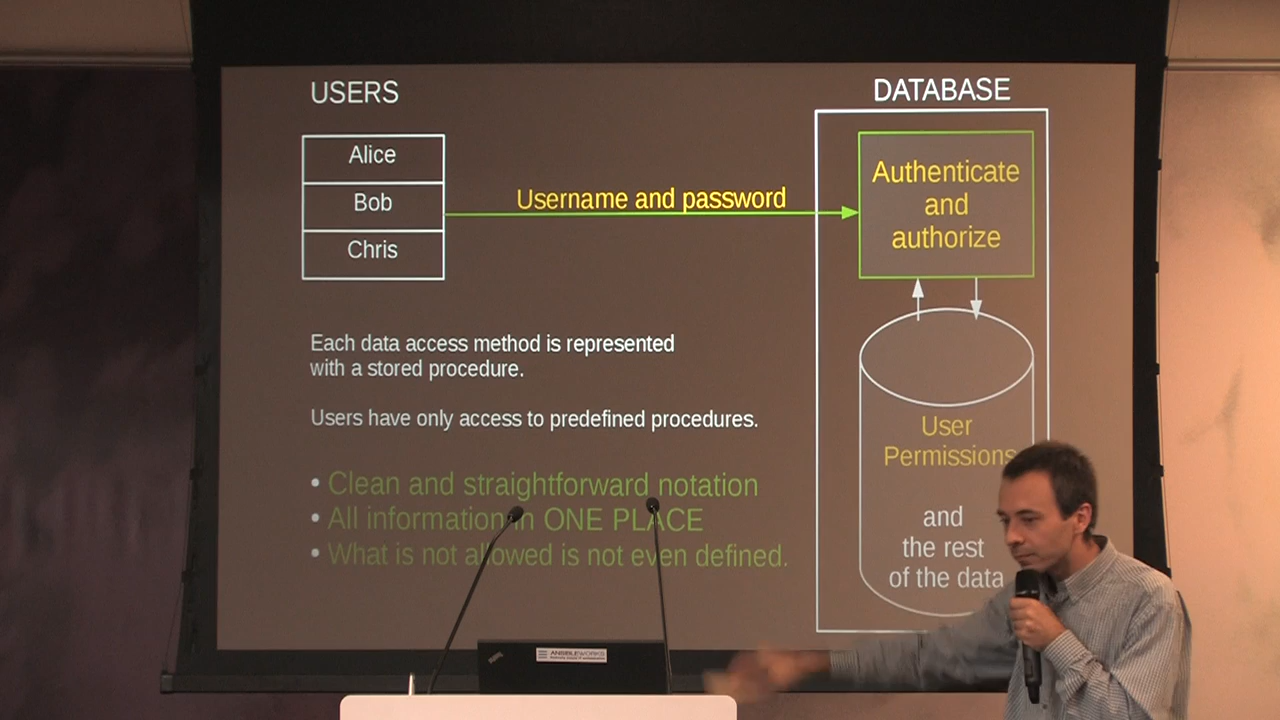 USERS
Alice
Bob
Chris
Username and password
DATABASE
Authenticate
and
authorize
Each data access method is represented
with a stored procedure.
Users have only access to predefined procedures.
• Clean and straightforward notation
• All information in ONE PLACE
• What is not allowed is not even defined.
User
Permissions
and
the rest
of the data
ANSIBLEWORKS